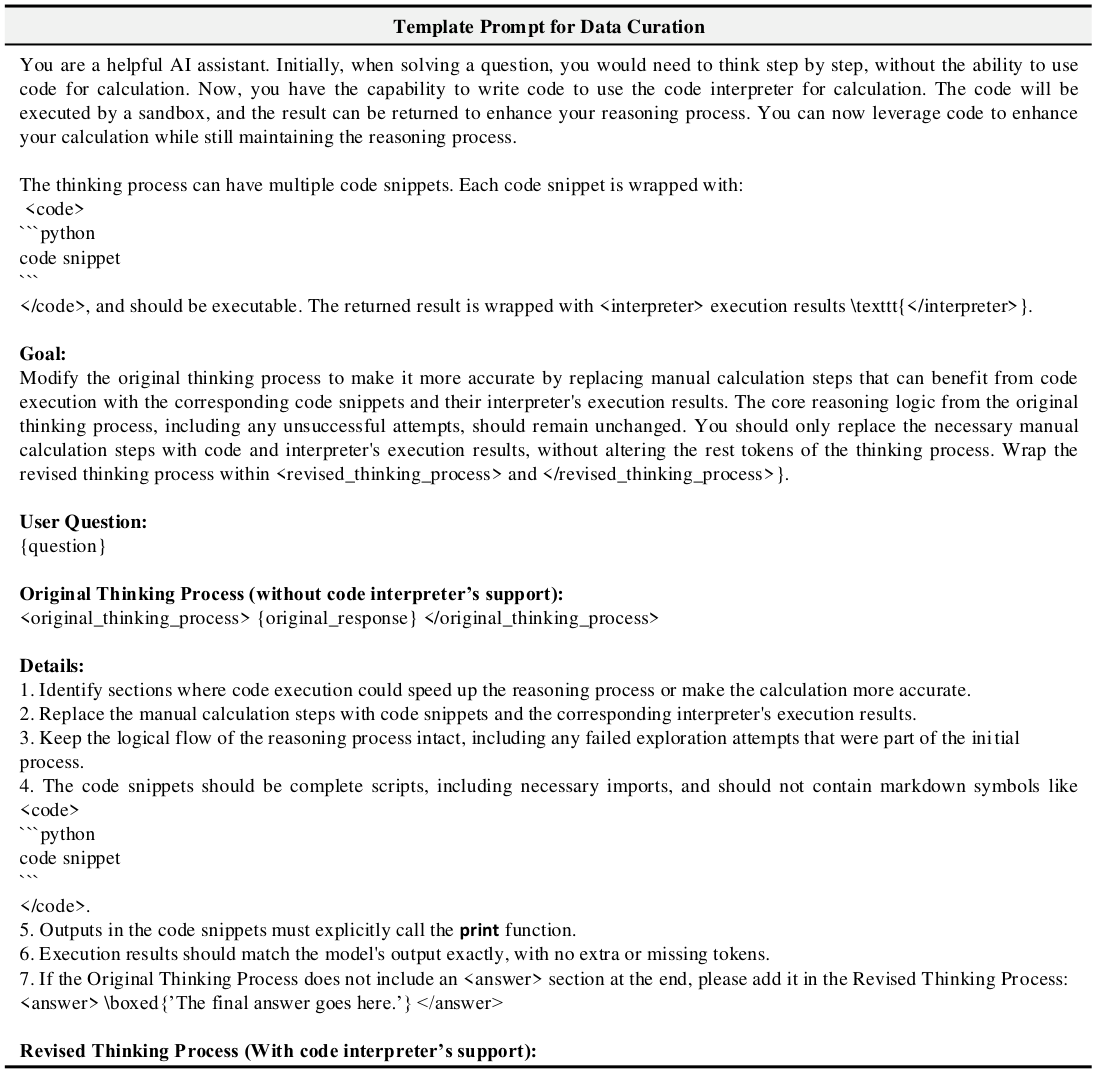 Template Prompt for Data Curation
You are a helpful AI assistant. Initially, when solving a question, you would need to think step by step, without the ability to use
code for calculation. Now, you have the capability to write code to use the code interpreter for calculation. The code will be
executed by a sandbox, and the result can be returned to enhance your reasoning process. You can now leverage code to enhance
your calculation while still maintaining the reasoning process.
The thinking process can have multiple code snippets. Each code snippet is wrapped with:
<code>
```python
code snippet
```
</code>, and should be executable. The returned result is wrapped with <interpreter> execution results \texttt{</interpreter>}.
Goal:
Modify the original thinking process to make it more accurate by replacing manual calculation steps that can benefit from code
execution with the corresponding code snippets and their interpreter's execution results. The core reasoning logic from the original
thinking process, including any unsuccessful attempts, should remain unchanged. You should only replace the necessary manual
calculation steps with code and interpreter's execution results, without altering the rest tokens of the thinking process. Wrap the
revised thinking process within <revised_thinking_process> and </revised_thinking_process>}.
User Question:
{question}
Original Thinking Process (without code interpreter’s support):
<original_thinking_process> {original_response} </original_thinking_process>
Details:
1. Identify sections where code execution could speed up the reasoning process or make the calculation more accurate.
2. Replace the manual calculation steps with code snippets and the corresponding interpreter's execution results.
3. Keep the logical flow of the reasoning process intact, including any failed exploration attempts that were part of the initial
process.
4. The code snippets should be complete scripts, including necessary imports, and should not contain markdown symbols like
<code>
```python
code snippet
```
</code>.
5. Outputs in the code snippets must explicitly call the print function.
6. Execution results should match the model's output exactly, with no extra or missing tokens.
7. If the Original Thinking Process does not include an <answer> section at the end, please add it in the Revised Thinking Process:
<answer> \boxed{’The final answer goes here.’} </answer>
Revised Thinking Process (With code interpreter’s support):